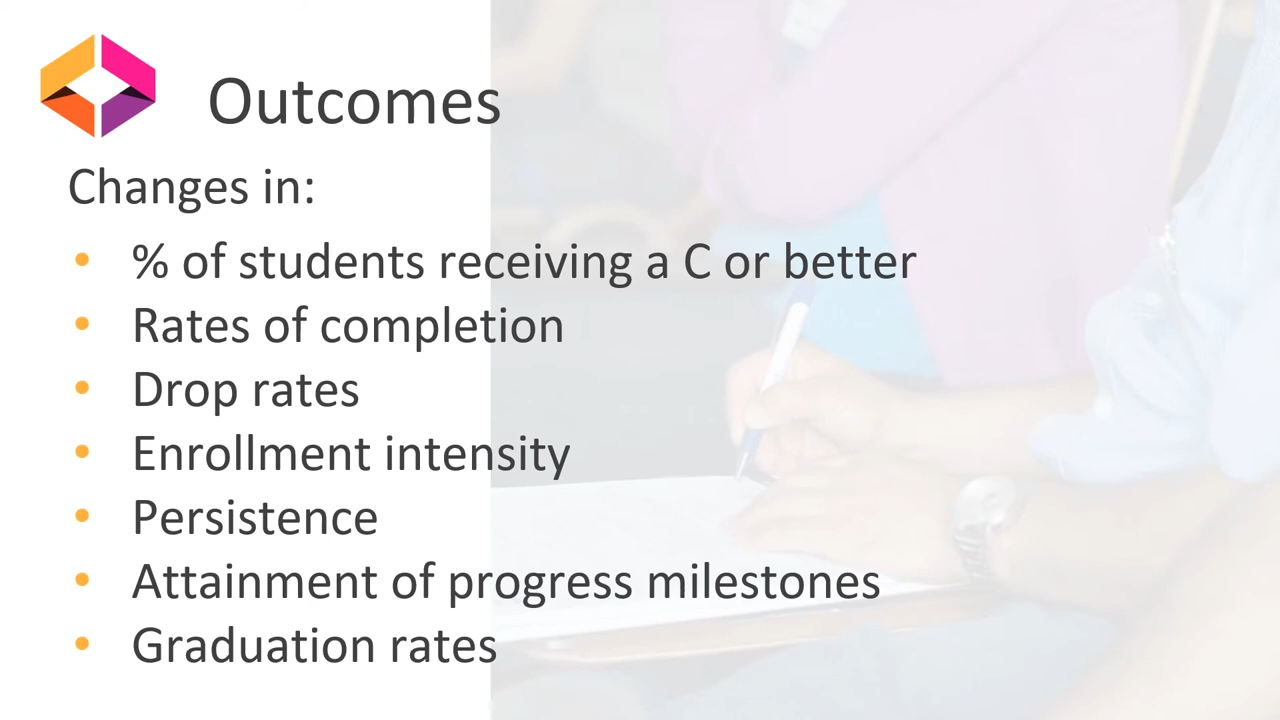 Outcomes
Changes in:
• % of students receiving a C or better
• Rates of completion
• Drop rates
• Enrollment intensity
• Persistence
• Attainment of progress milestones
• Graduation rates